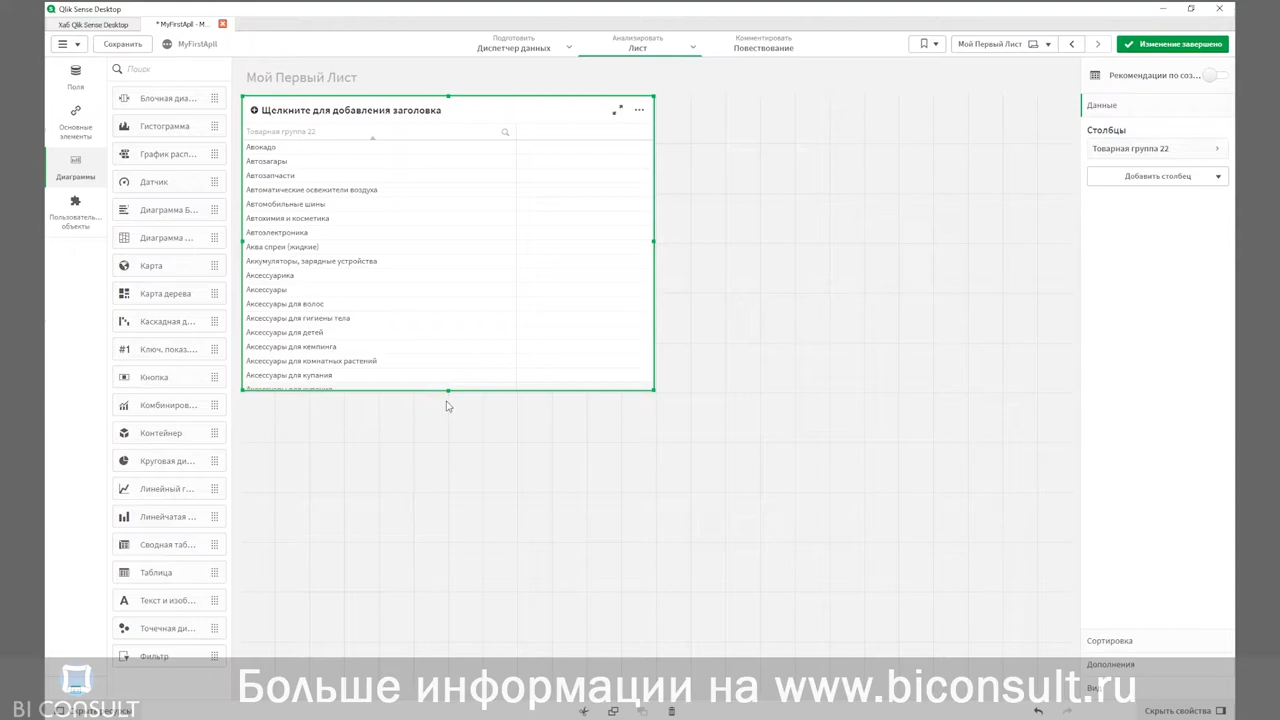 Qlik Sense Desktop
Хаб Qlik Sense Desktop
* MyFirstApll - M...
Сохранить
MyFirstApll
Подготовить
Диспетчер данных
Анализировать
Лист
Комментировать
Повествование
Мой Первый Лист
Изменение завершено
Поля
Основные
элементы
Диаграммы
Пользователь...
объекты
Поиск
Блочная диа...
Гистограмма
График расп...
Датчик
Диаграмма Б...
Диаграмма ...
Карта
Карта дерева
Каскадная д...
Ключ. показ....
Кнопка
Комбиниров...
Контейнер
Круговая ди...
Линейный г...
Линейчатая ...
Сводная таб...
Таблица
Текст и изоб...
Точечная ди...
Фильтр
Мой Первый Лист
Щелкните для добавления заголовка
Товарная группа 22
Авокадо
Автозагары
Автозапчасти
Автоматические освежители воздуха
Автомобильные шины
Автохимия и косметика
Автоэлектроника
Аква спреи (жидкие)
Аккумуляторы, зарядные устройства
Аксессуарика
Аксессуары
Аксессуары для волос
Аксессуары для гигиены тела
Аксессуары для детей
Аксессуары для кемпинга
Аксессуары для комнатных растений
Аксессуары для купания
Рекомендации по соз...
Данные
Столбцы
Товарная группа 22
Добавить столбец
Сортировка
Дополнения
Вид
Больше информации на www.biconsult.ru
BI CONSULT
Скрыть ресурсы
Скрыть свойства